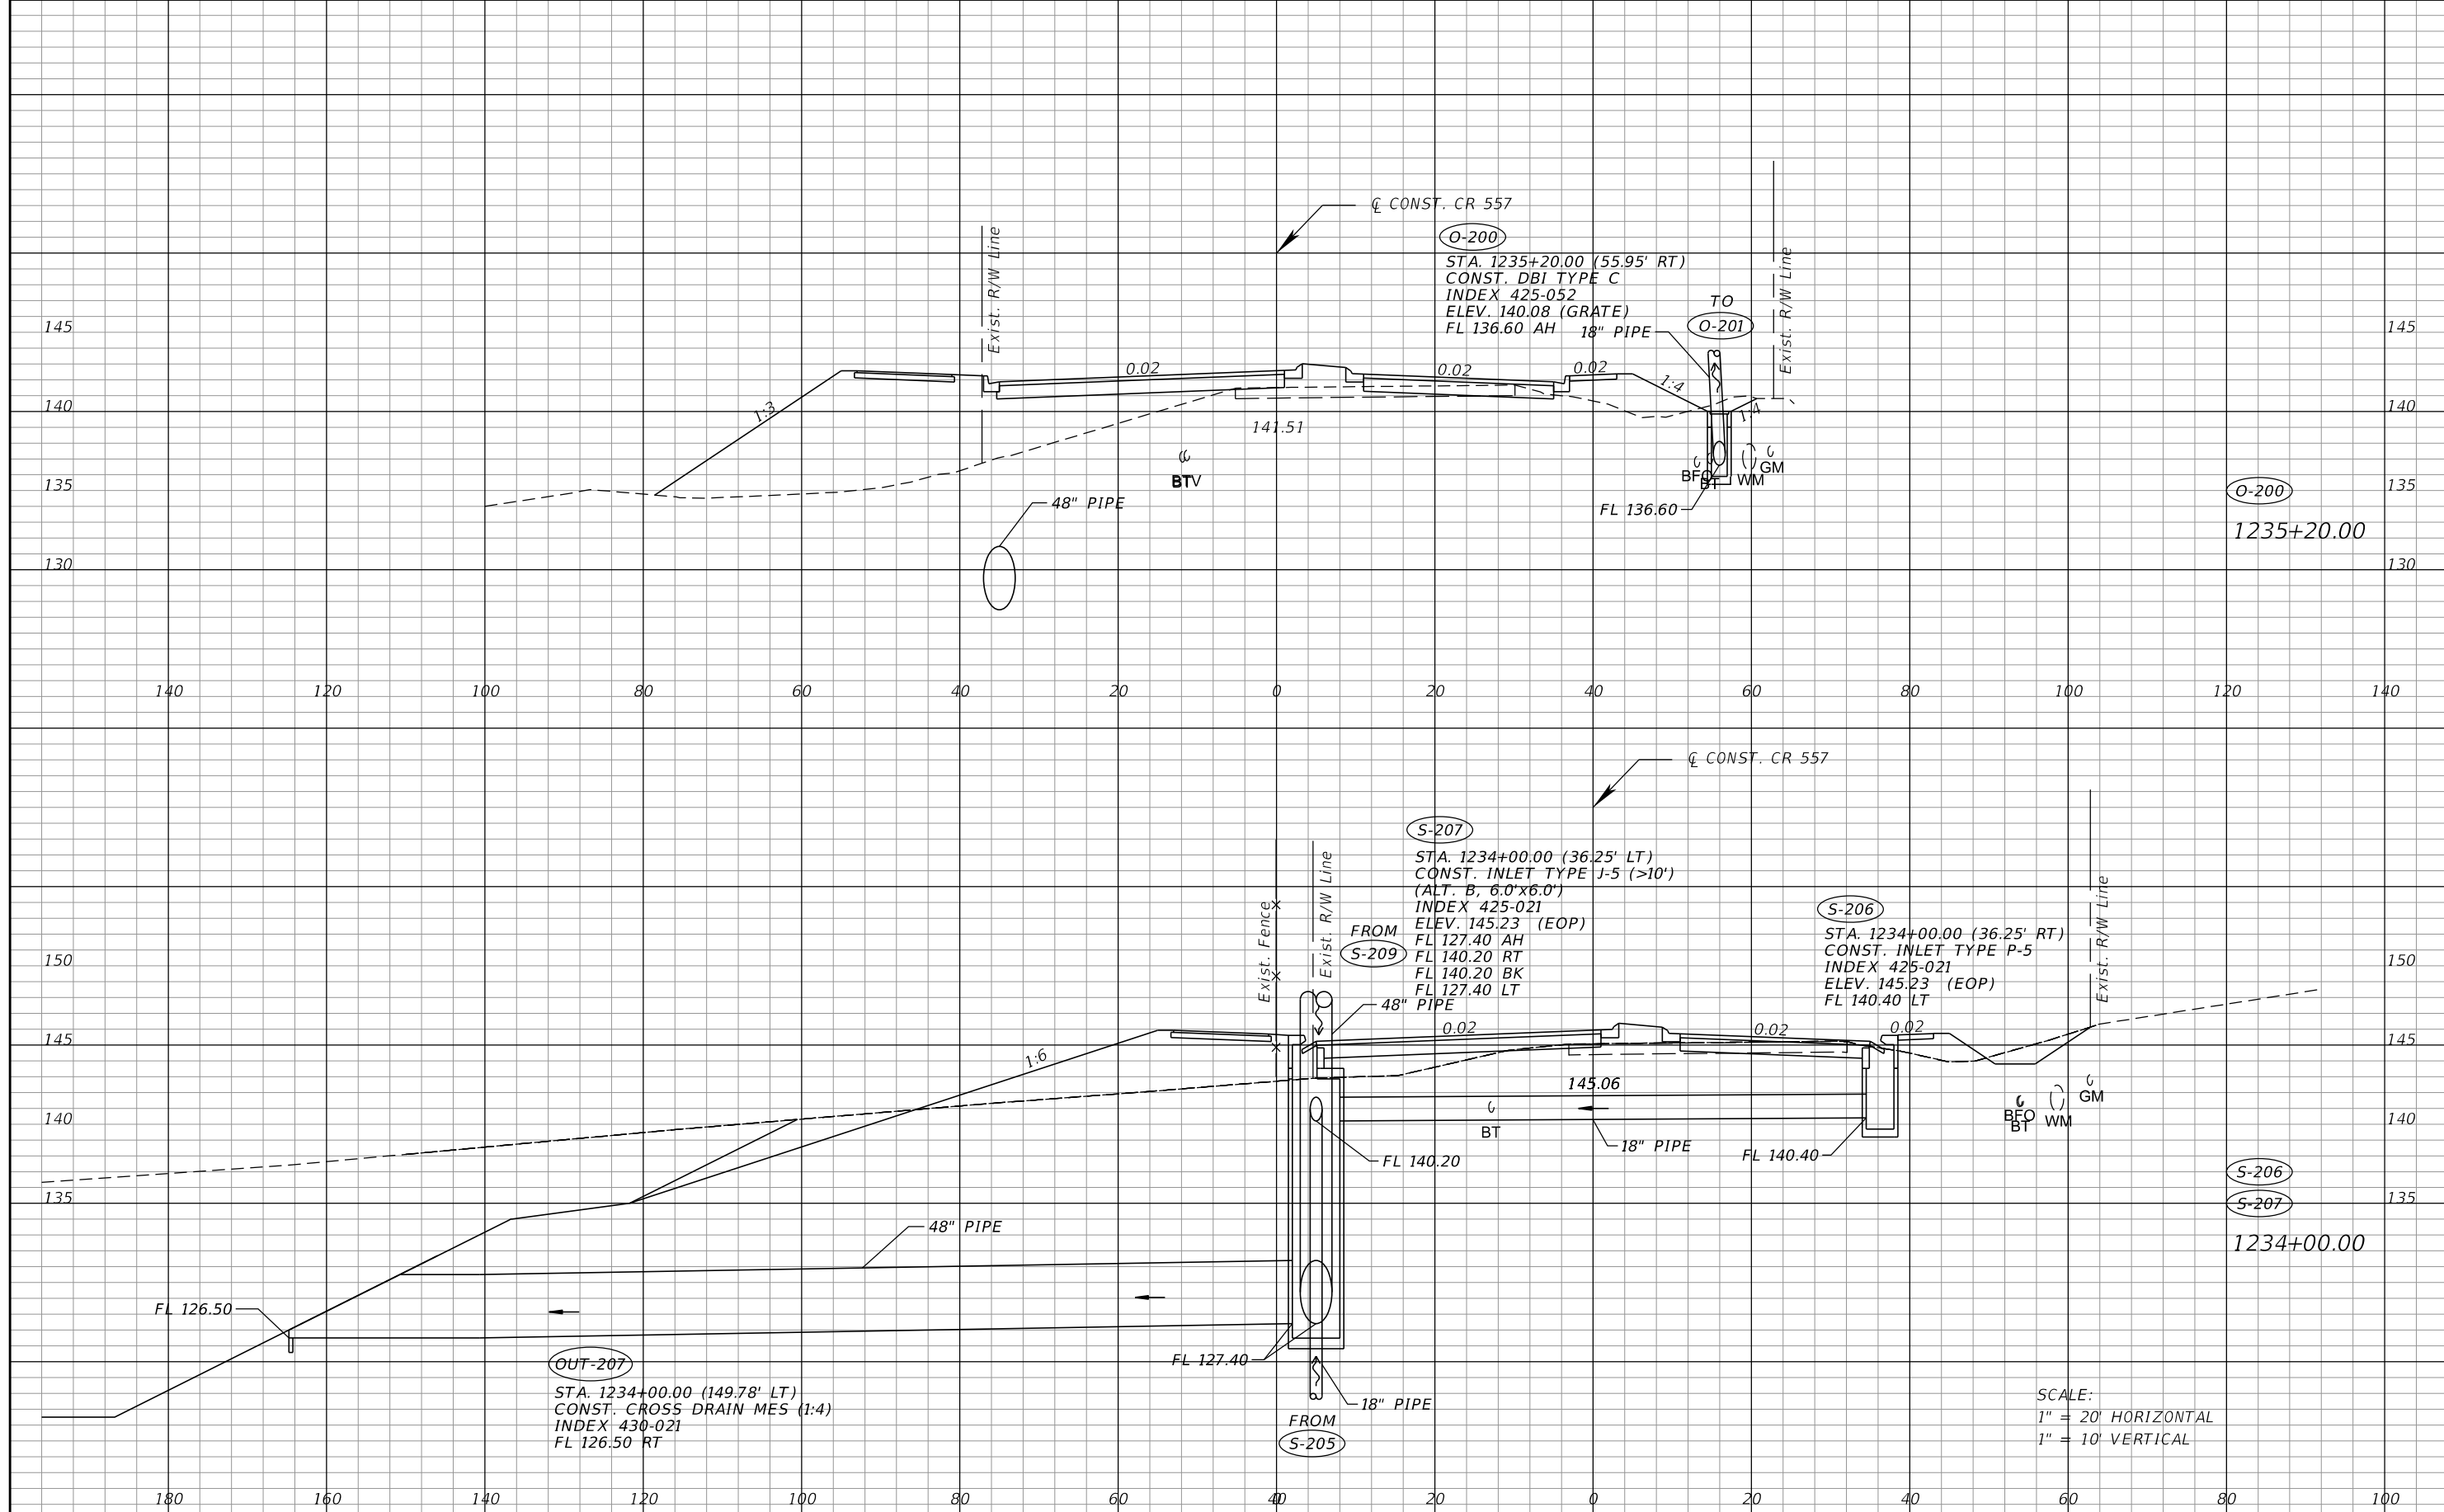 ℄ CONST. CR 557
O-200
STA. 1235+20.00 (55.95' RT)
CONST. DBI TYPE C
INDEX 425-052
ELEV. 140.08 (GRATE)
FL 136.60 AH
18" PIPE
TO
O-201
Exist. R/W Line
Exist. R/W Line
145
145
0.02
0.02
0.02
1:3
1:4
1:4
140
140
141.51
BTV
BFO
BT
WM
GM
135
135
48" PIPE
FL 136.60
O-200
1235+20.00
130
130
140
120
100
80
60
40
20
0
20
40
60
80
100
120
140
℄ CONST. CR 557
S-207
STA. 1234+00.00 (36.25' LT)
CONST. INLET TYPE J-5 (>10')
(ALT. B, 6.0'x6.0')
INDEX 425-021
ELEV. 145.23 (EOP)
FL 127.40 AH
FL 140.20 RT
FL 140.20 BK
FL 127.40 LT
FROM
S-209
48" PIPE
Exist. Fence
Exist. R/W Line
S-206
STA. 1234+00.00 (36.25' RT)
CONST. INLET TYPE P-5
INDEX 425-021
ELEV. 145.23 (EOP)
FL 140.40 LT
Exist. R/W Line
150
150
0.02
0.02
0.02
1:6
145
145
145.06
140
140
BT
18" PIPE
FL 140.20
FL 140.40
BFO
BT
WM
GM
135
135
S-206
S-207
1234+00.00
48" PIPE
FL 126.50
FL 127.40
OUT-207
STA. 1234+00.00 (149.78' LT)
CONST. CROSS DRAIN MES (1:4)
INDEX 430-021
FL 126.50 RT
18" PIPE
FROM
S-205
SCALE:
1" = 20' HORIZONTAL
1" = 10' VERTICAL
180
160
140
120
100
80
60
40
20
0
20
40
60
80
100